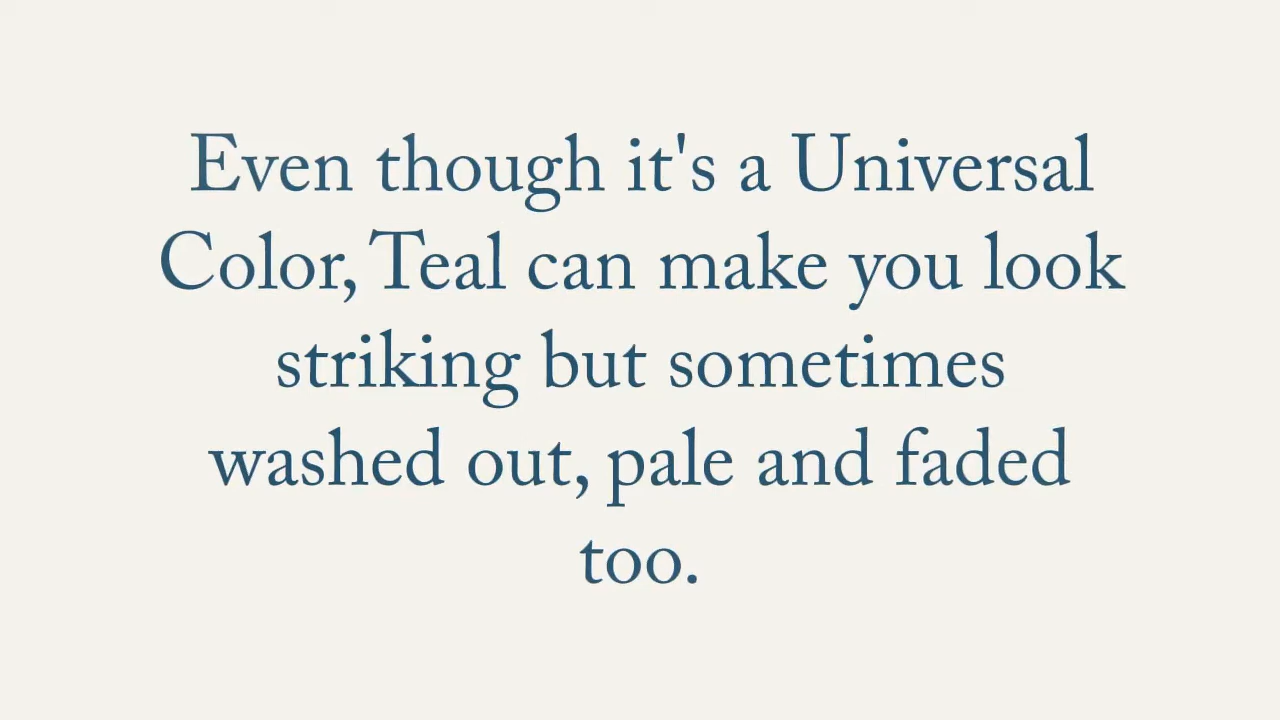 Even though it's a Universal
Color, Teal can make you look
striking but sometimes
washed out, pale and faded
too.